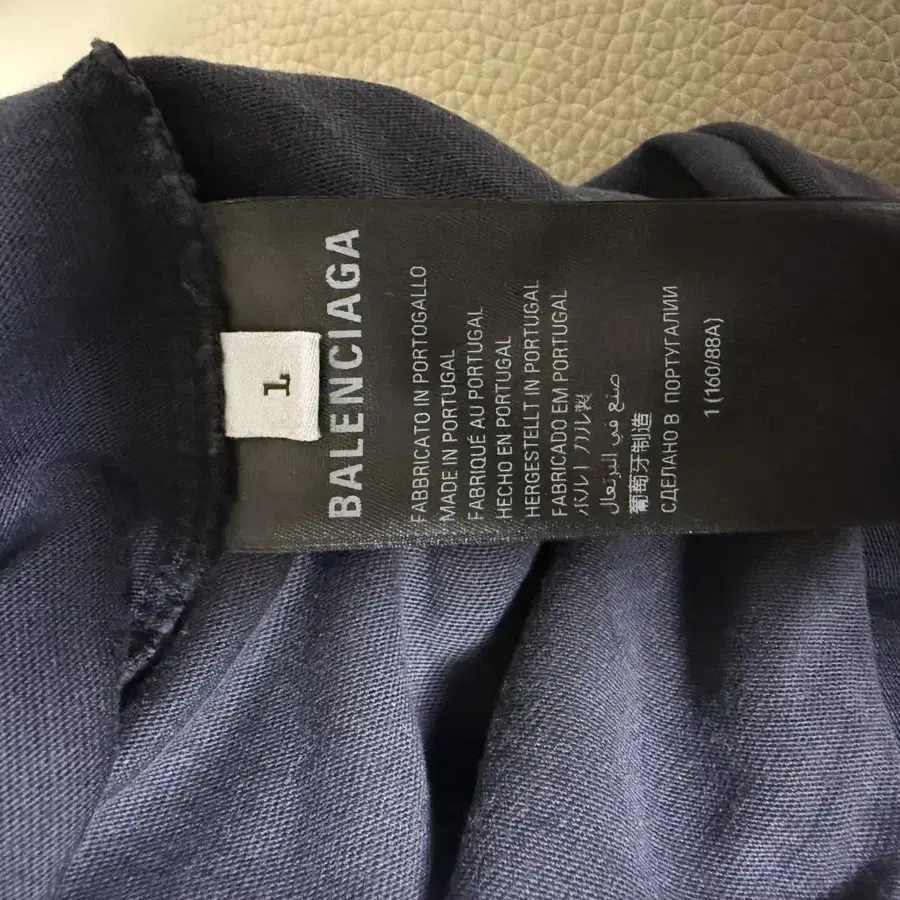 1
BALENCIAGA
FABBRICATO IN PORTOGALLO
MADE IN PORTUGAL
FABRIQUÉ AU PORTUGAL
HECHO EN PORTUGAL
HERGESTELLT IN PORTUGAL
FABRICADO EM PORTUGAL
ポルトガル製
صنع في البرتغال
葡萄牙制造
СДЕЛАНО В ПОРТУГАЛИИ
1 (160/88A)